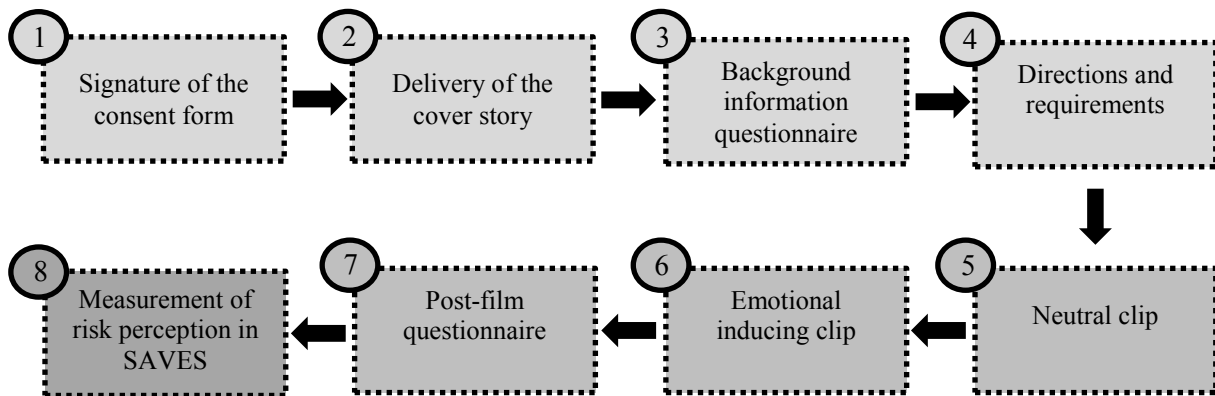 1
Signature of the
consent form
2
Delivery of the
cover story
3
Background
information
questionnaire
4
Directions and
requirements
5
Neutral clip
6
Emotional
inducing clip
7
Post-film
questionnaire
8
Measurement of
risk perception in
SAVES